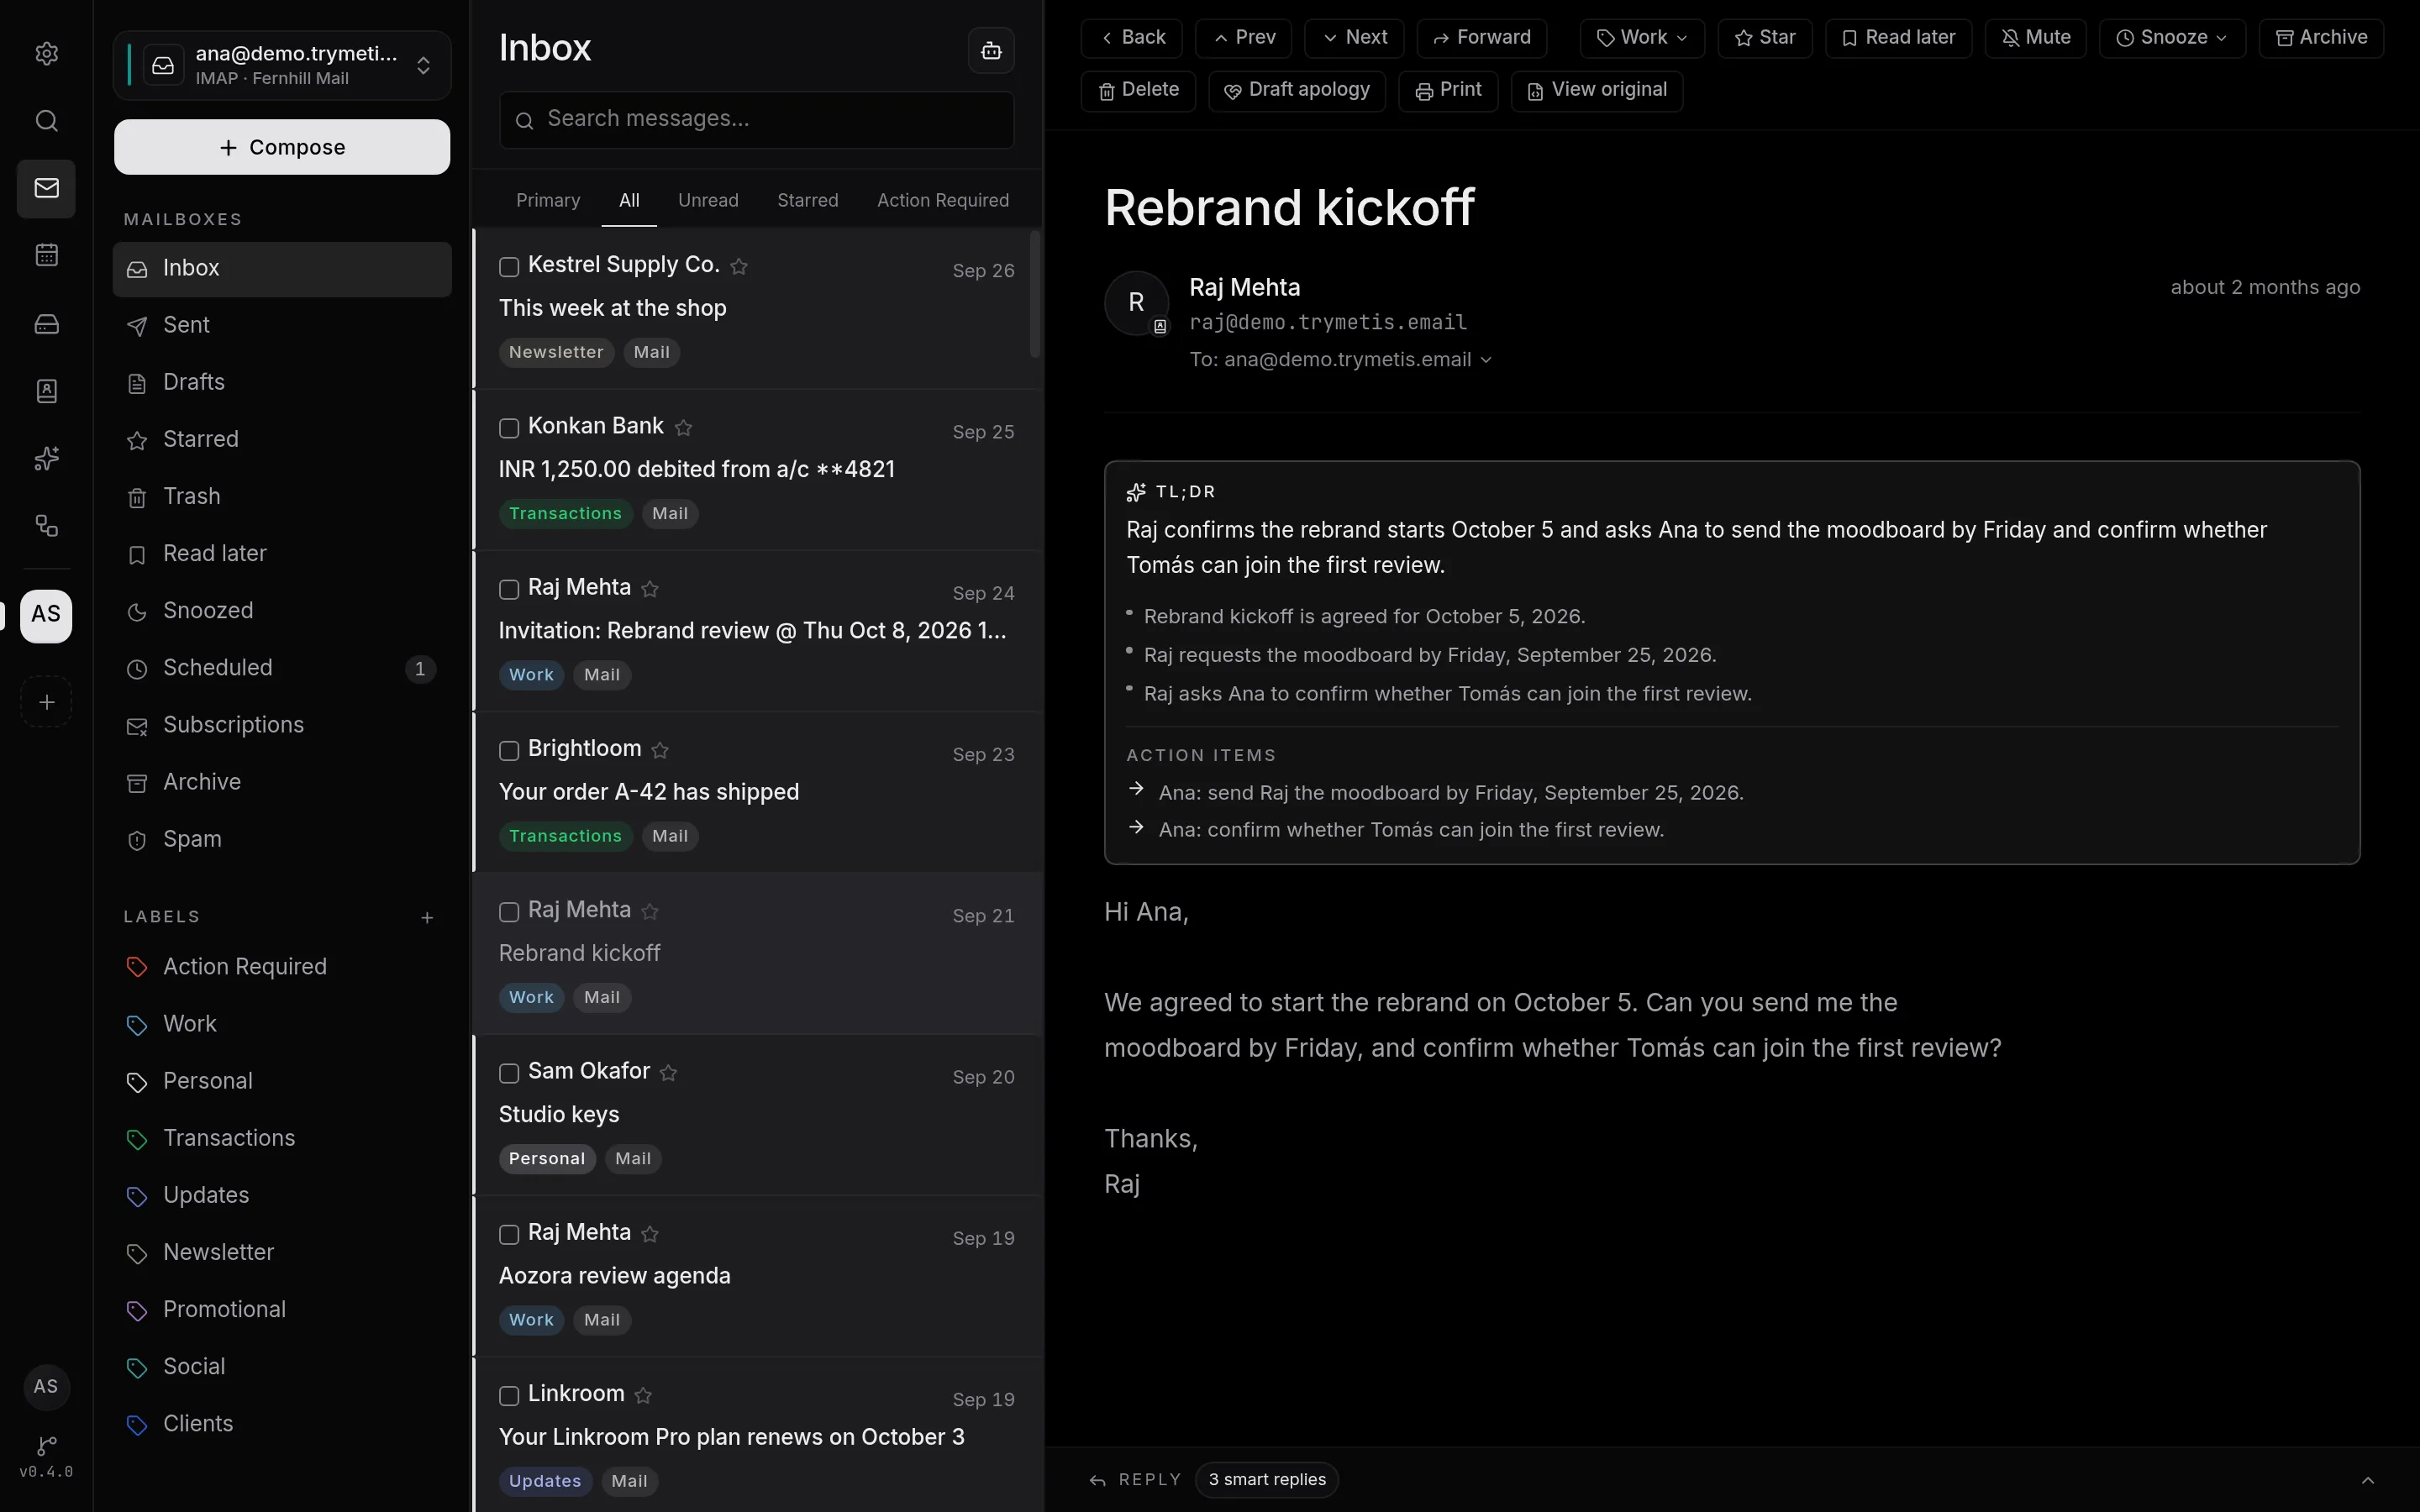 ana@demo.trymeti...
IMAP · Fernhill Mail
Compose
MAILBOXES
Inbox
Sent
Drafts
Starred
Trash
Read later
Snoozed
Scheduled 1
Subscriptions
Archive
Spam
LABELS
Action Required
Work
Personal
Transactions
Updates
Newsletter
Promotional
Social
Clients
AS
AS
v0.4.0
Inbox
Search messages...
Primary All Unread Starred Action Required
Kestrel Supply Co. Sep 26
This week at the shop
Newsletter Mail
Konkan Bank Sep 25
INR 1,250.00 debited from a/c **4821
Transactions Mail
Raj Mehta Sep 24
Invitation: Rebrand review @ Thu Oct 8, 2026 1...
Work Mail
Brightloom Sep 23
Your order A-42 has shipped
Transactions Mail
Raj Mehta Sep 21
Rebrand kickoff
Work Mail
Sam Okafor Sep 20
Studio keys
Personal Mail
Raj Mehta Sep 19
Aozora review agenda
Work Mail
Linkroom Sep 19
Your Linkroom Pro plan renews on October 3
Updates Mail
Back Prev Next Forward Work Star Read later Mute Snooze Archive
Delete Draft apology Print View original
Rebrand kickoff
R
Raj Mehta about 2 months ago
raj@demo.trymetis.email
To: ana@demo.trymetis.email
TL;DR
Raj confirms the rebrand starts October 5 and asks Ana to send the moodboard by Friday and confirm whether
Tomás can join the first review.
Rebrand kickoff is agreed for October 5, 2026.
Raj requests the moodboard by Friday, September 25, 2026.
Raj asks Ana to confirm whether Tomás can join the first review.
ACTION ITEMS
Ana: send Raj the moodboard by Friday, September 25, 2026.
Ana: confirm whether Tomás can join the first review.
Hi Ana,
We agreed to start the rebrand on October 5. Can you send me the
moodboard by Friday, and confirm whether Tomás can join the first review?
Thanks,
Raj
REPLY 3 smart replies